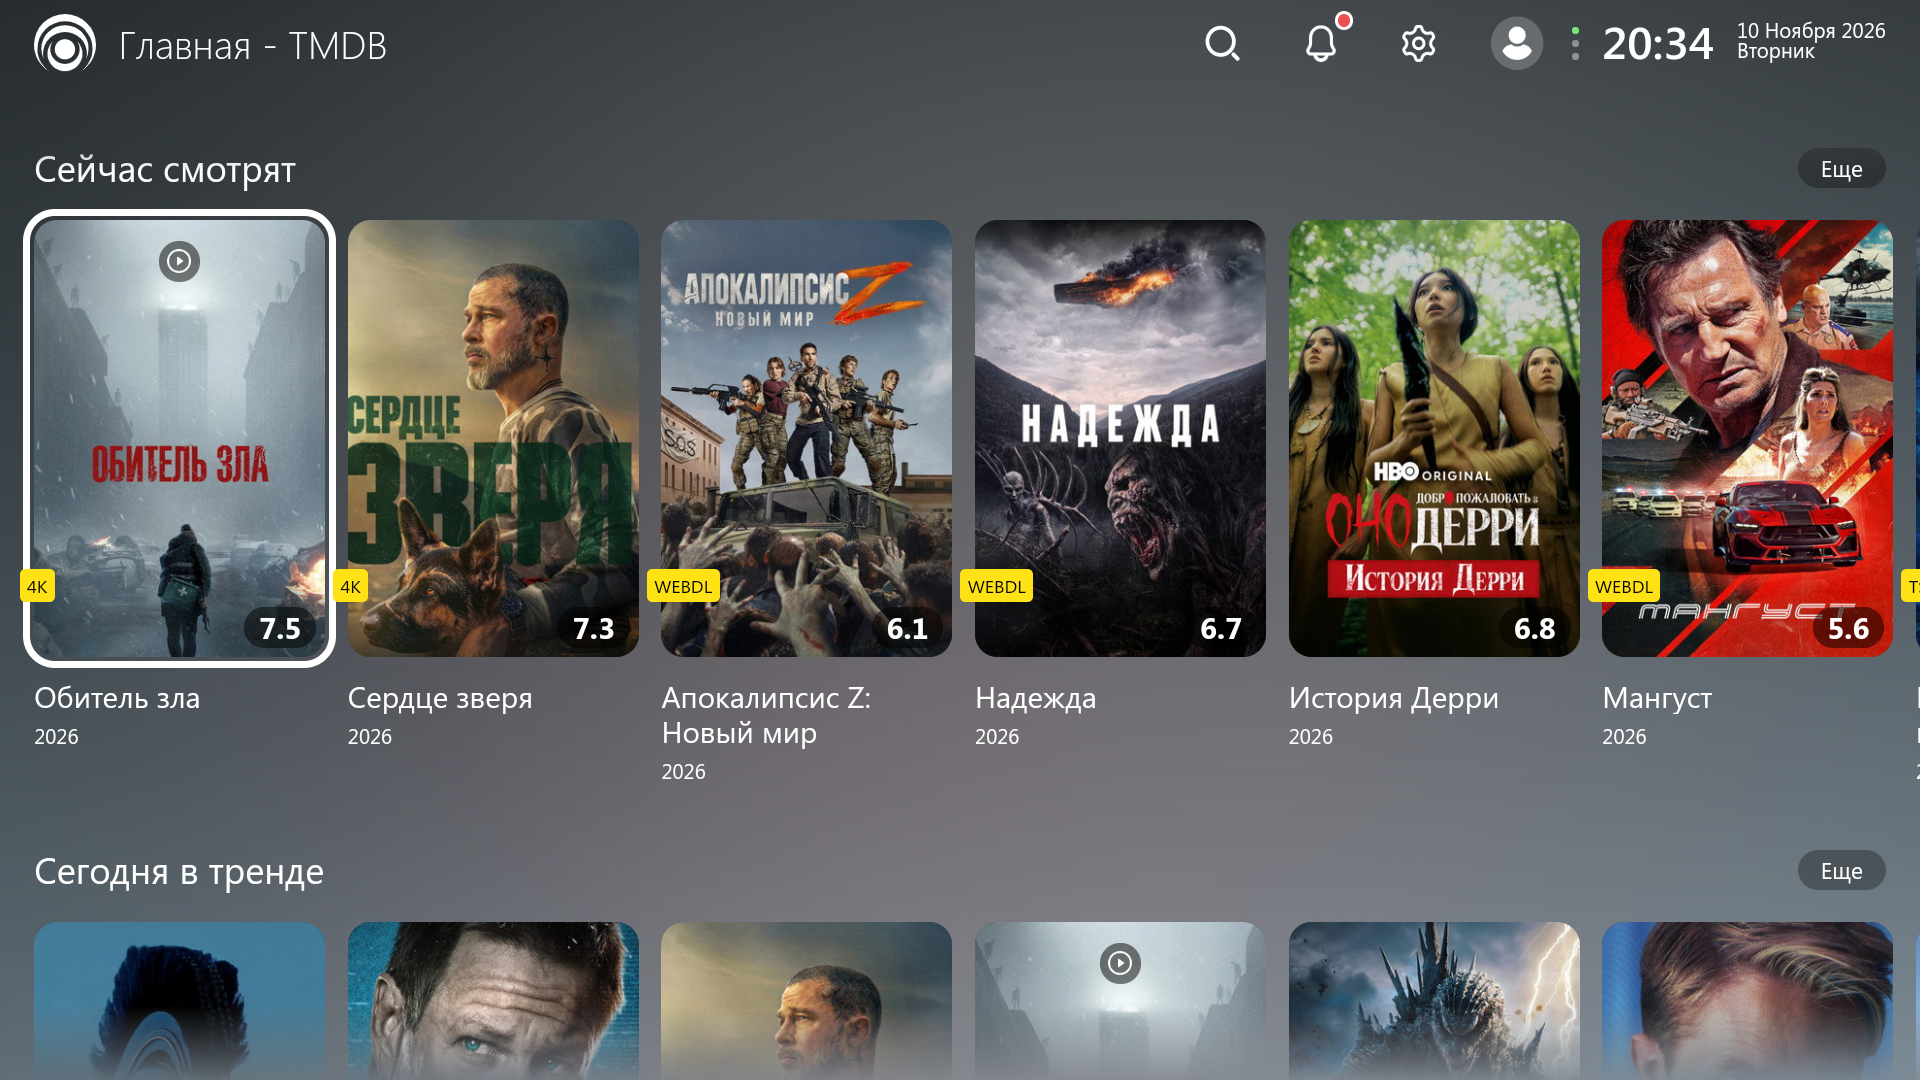 Главная - TMDB
20:34
10 Ноября 2026
Вторник
Сейчас смотрят
Еще
ОБИТЕЛЬ ЗЛА
4K
7.5
СЕРДЦЕ
ЗВЕРЯ
4K
7.3
АПОКАЛИПСИС Z
НОВЫЙ МИР
SOS
WEBDL
6.1
НАДЕЖДА
WEBDL
6.7
HBO ORIGINAL
ОНО ДОБРО ПОЖАЛОВАТЬ В
ДЕРРИ
История Дерри
6.8
WEBDL
МАНГУСТ
5.6
Обитель зла
2026
Сердце зверя
2026
Апокалипсис Z:
Новый мир
2026
Надежда
2026
История Дерри
2026
Мангуст
2026
Сегодня в тренде
Еще